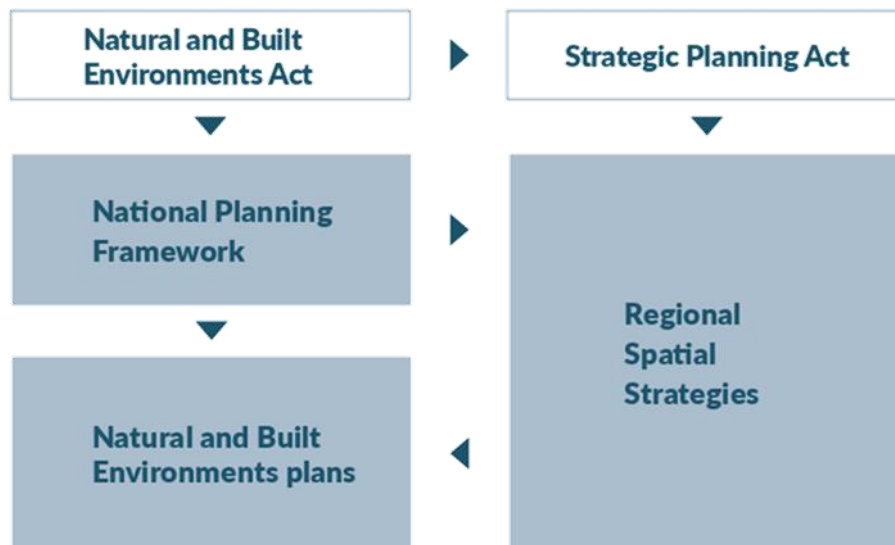 Natural and Built
Environments Act
Strategic Planning Act
National Planning
Framework
Regional
Spatial
Strategies
Natural and Built
Environments plans